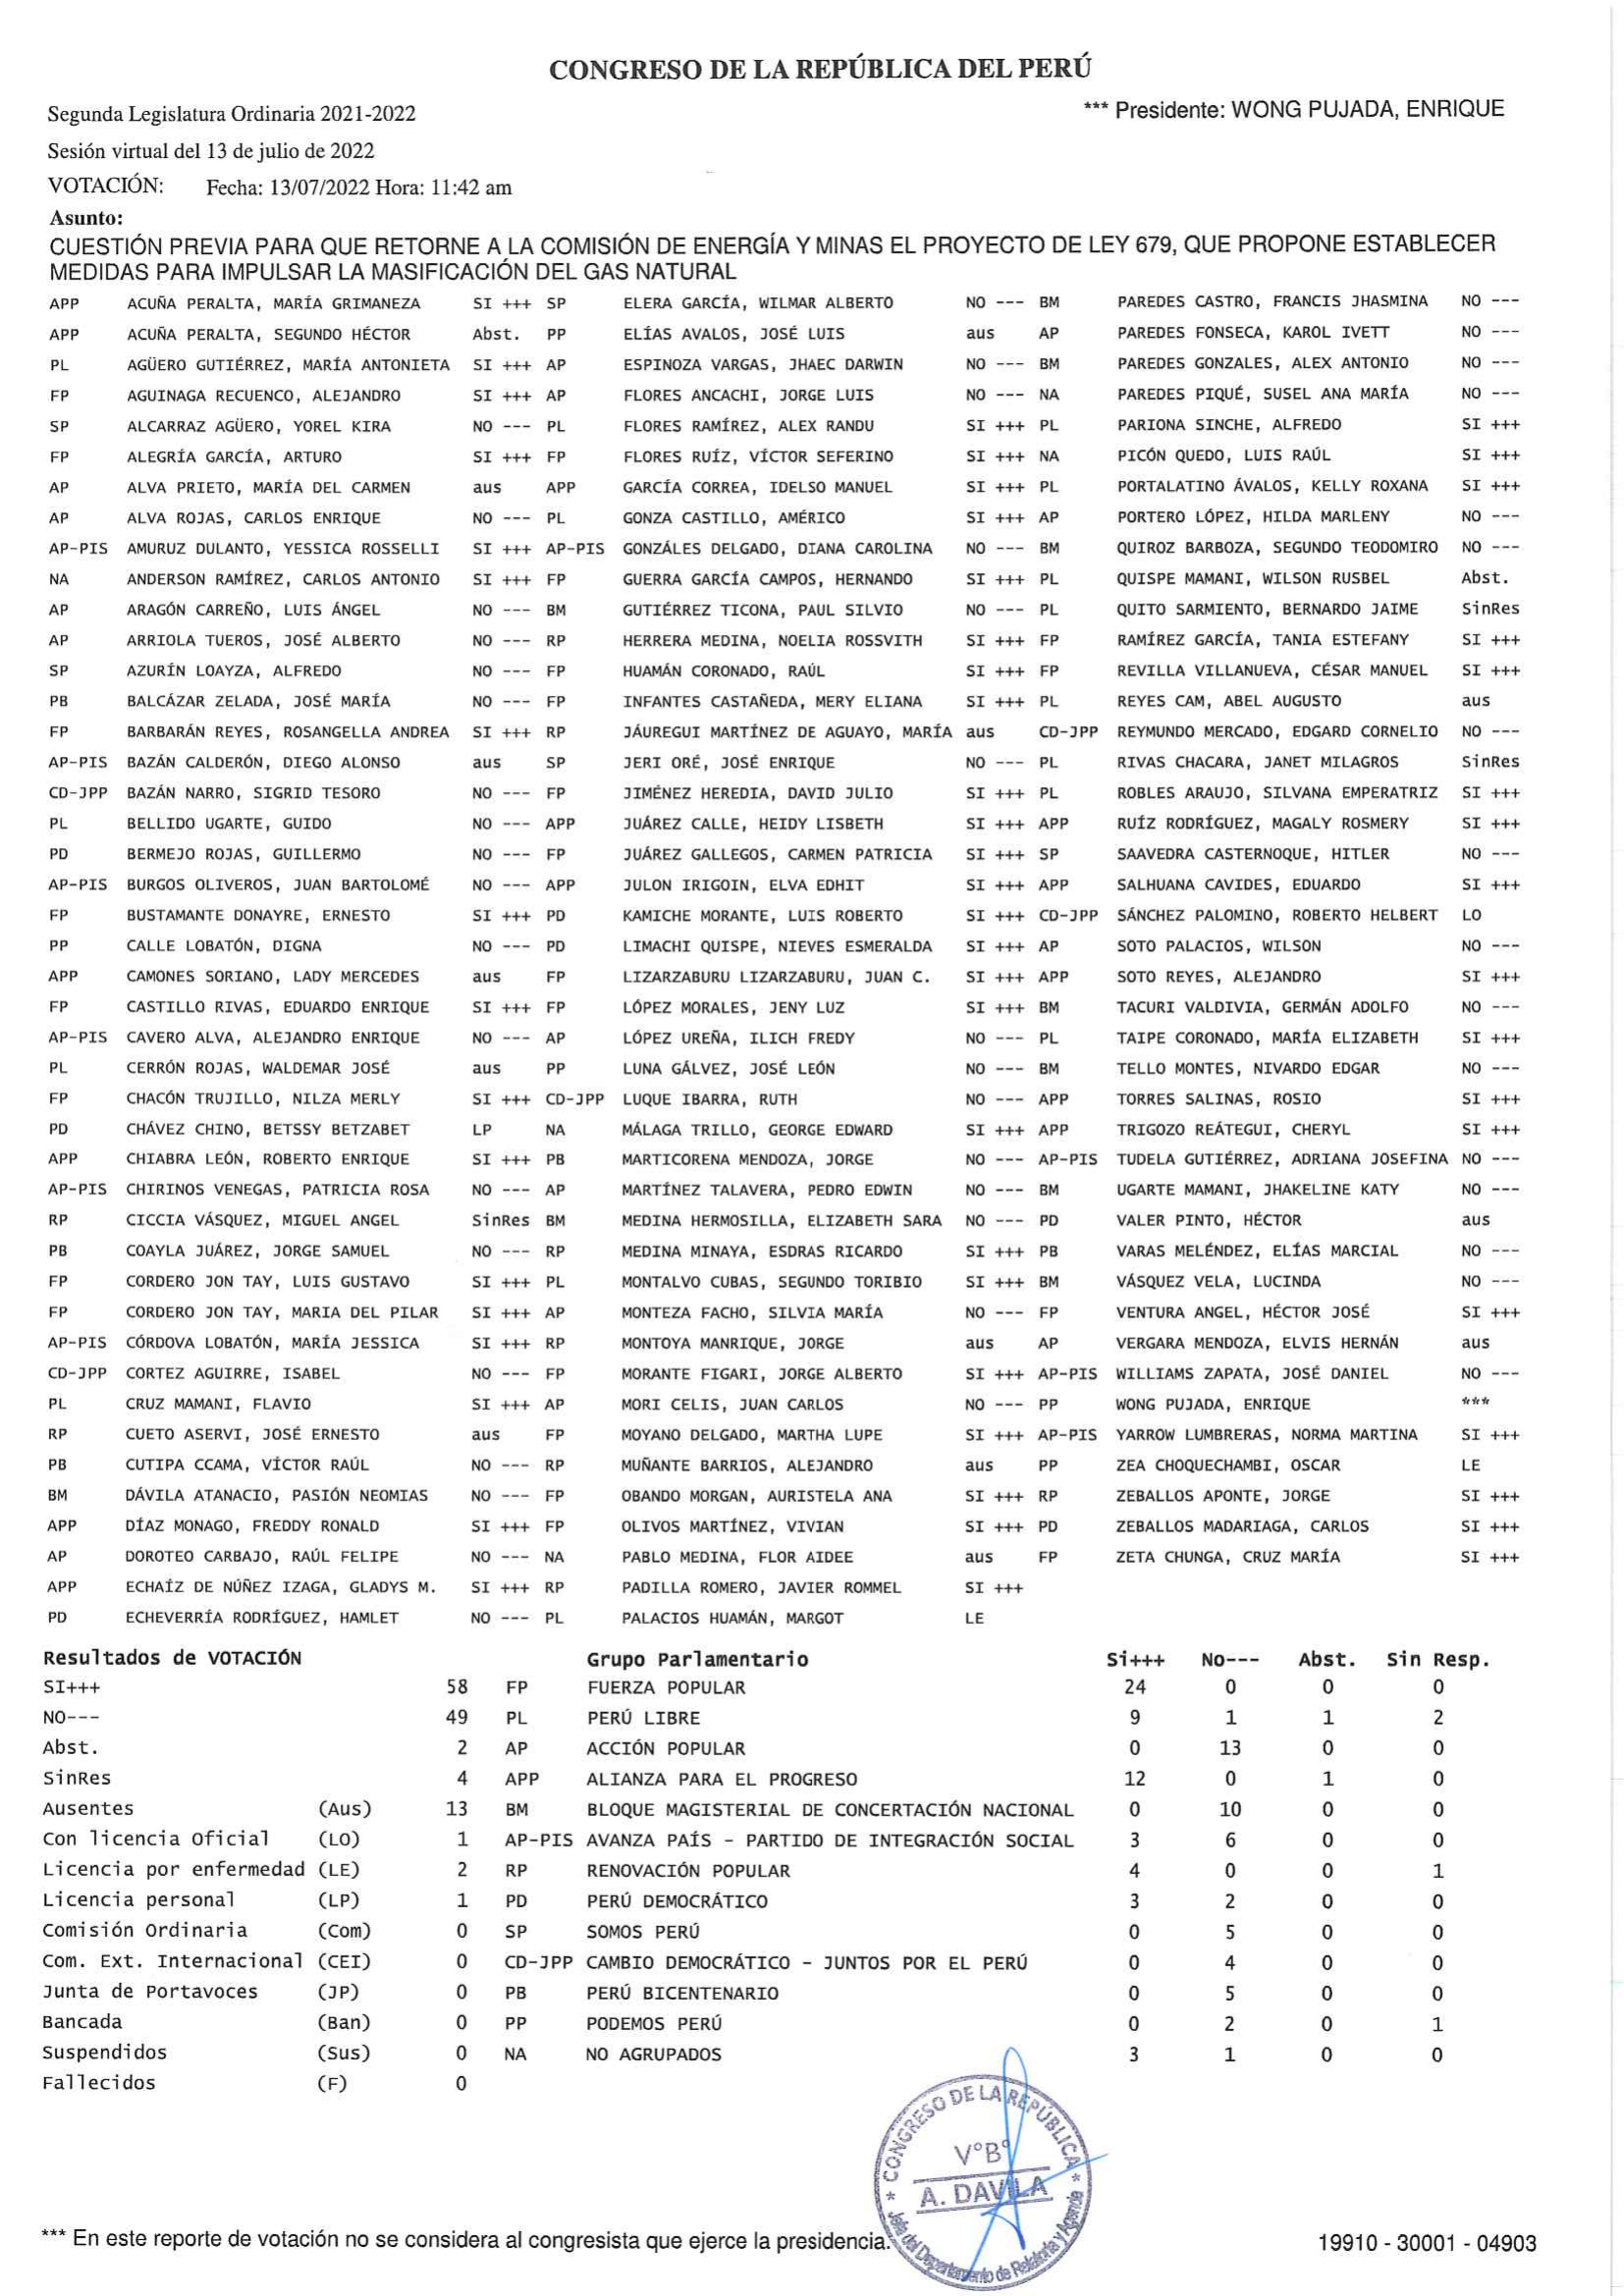 CONGRESO DE LA REPÚBLICA DEL PERÚ
Segunda Legislatura Ordinaria 2021-2022 *** Presidente: WONG PUJADA, ENRIQUE
Sesión virtual del 13 de julio de 2022
VOTACIÓN: Fecha: 13/07/2022 Hora: 11:42 am
Asunto:
CUESTIÓN PREVIA PARA QUE RETORNE A LA COMISIÓN DE ENERGÍA Y MINAS EL PROYECTO DE LEY 679, QUE PROPONE ESTABLECER
MEDIDAS PARA IMPULSAR LA MASIFICACIÓN DEL GAS NATURAL
APP ACUÑA PERALTA, MARÍA GRIMANEZA SI +++ SP ELERA GARCÍA, WILMAR ALBERTO NO --- BM PAREDES CASTRO, FRANCIS JHASMINA NO ---
APP ACUÑA PERALTA, SEGUNDO HÉCTOR Abst. PP ELÍAS AVALOS, JOSÉ LUIS aus AP PAREDES FONSECA, KAROL IVETT NO ---
PL AGÜERO GUTIÉRREZ, MARÍA ANTONIETA SI +++ AP ESPINOZA VARGAS, JHAEC DARWIN NO --- BM PAREDES GONZALES, ALEX ANTONIO NO ---
FP AGUINAGA RECUENCO, ALEJANDRO SI +++ AP FLORES ANCACHI, JORGE LUIS NO --- NA PAREDES PIQUÉ, SUSEL ANA MARÍA NO ---
SP ALCARRAZ AGÜERO, YOREL KIRA NO --- PL FLORES RAMÍREZ, ALEX RANDU SI +++ PL PARIONA SINCHE, ALFREDO SI +++
FP ALEGRÍA GARCÍA, ARTURO SI +++ FP FLORES RUÍZ, VÍCTOR SEFERINO SI +++ NA PICÓN QUEDO, LUIS RAÚL SI +++
AP ALVA PRIETO, MARÍA DEL CARMEN aus APP GARCÍA CORREA, IDELSO MANUEL SI +++ PL PORTALATINO ÁVALOS, KELLY ROXANA SI +++
AP ALVA ROJAS, CARLOS ENRIQUE NO --- PL GONZA CASTILLO, AMÉRICO SI +++ AP PORTERO LÓPEZ, HILDA MARLENY NO ---
AP-PIS AMURUZ DULANTO, YESSICA ROSSELLI SI +++ AP-PIS GONZÁLES DELGADO, DIANA CAROLINA NO --- BM QUIROZ BARBOZA, SEGUNDO TEODOMIRO NO ---
NA ANDERSON RAMÍREZ, CARLOS ANTONIO SI +++ FP GUERRA GARCÍA CAMPOS, HERNANDO SI +++ PL QUISPE MAMANI, WILSON RUSBEL Abst.
AP ARAGÓN CARREÑO, LUIS ÁNGEL NO --- BM GUTIÉRREZ TICONA, PAUL SILVIO NO --- PL QUITO SARMIENTO, BERNARDO JAIME SinRes
AP ARRIOLA TUEROS, JOSÉ ALBERTO NO --- RP HERRERA MEDINA, NOELIA ROSSVITH SI +++ FP RAMÍREZ GARCÍA, TANIA ESTEFANY SI +++
SP AZURÍN LOAYZA, ALFREDO NO --- FP HUAMÁN CORONADO, RAÚL SI +++ FP REVILLA VILLANUEVA, CÉSAR MANUEL SI +++
PB BALCÁZAR ZELADA, JOSÉ MARÍA NO --- FP INFANTES CASTAÑEDA, MERY ELIANA SI +++ PL REYES CAM, ABEL AUGUSTO aus
FP BARBARÁN REYES, ROSANGELLA ANDREA SI +++ RP JÁUREGUI MARTÍNEZ DE AGUAYO, MARÍA aus CD-JPP REYMUNDO MERCADO, EDGARD CORNELIO NO ---
AP-PIS BAZÁN CALDERÓN, DIEGO ALONSO aus SP JERI ORÉ, JOSÉ ENRIQUE NO --- PL RIVAS CHACARA, JANET MILAGROS SinRes
CD-JPP BAZÁN NARRO, SIGRID TESORO NO --- FP JIMÉNEZ HEREDIA, DAVID JULIO SI +++ PL ROBLES ARAUJO, SILVANA EMPERATRIZ SI +++
PL BELLIDO UGARTE, GUIDO NO --- APP JUÁREZ CALLE, HEIDY LISBETH SI +++ APP RUÍZ RODRÍGUEZ, MAGALY ROSMERY SI +++
PD BERMEJO ROJAS, GUILLERMO NO --- FP JUÁREZ GALLEGOS, CARMEN PATRICIA SI +++ SP SAAVEDRA CASTERNOQUE, HITLER NO ---
AP-PIS BURGOS OLIVEROS, JUAN BARTOLOMÉ NO --- APP JULON IRIGOIN, ELVA EDHIT SI +++ APP SALHUANA CAVIDES, EDUARDO SI +++
FP BUSTAMANTE DONAYRE, ERNESTO SI +++ PD KAMICHE MORANTE, LUIS ROBERTO SI +++ CD-JPP SÁNCHEZ PALOMINO, ROBERTO HELBERT LO
PP CALLE LOBATÓN, DIGNA NO --- PD LIMACHI QUISPE, NIEVES ESMERALDA SI +++ AP SOTO PALACIOS, WILSON NO ---
APP CAMONES SORIANO, LADY MERCEDES aus FP LIZARZABURU LIZARZABURU, JUAN C. SI +++ APP SOTO REYES, ALEJANDRO SI +++
FP CASTILLO RIVAS, EDUARDO ENRIQUE SI +++ FP LÓPEZ MORALES, JENY LUZ SI +++ BM TACURI VALDIVIA, GERMÁN ADOLFO NO ---
AP-PIS CAVERO ALVA, ALEJANDRO ENRIQUE NO --- AP LÓPEZ UREÑA, ILICH FREDY NO --- PL TAIPE CORONADO, MARÍA ELIZABETH SI +++
PL CERRÓN ROJAS, WALDEMAR JOSÉ aus PP LUNA GÁLVEZ, JOSÉ LEÓN NO --- BM TELLO MONTES, NIVARDO EDGAR NO ---
FP CHACÓN TRUJILLO, NILZA MERLY SI +++ CD-JPP LUQUE IBARRA, RUTH NO --- APP TORRES SALINAS, ROSIO SI +++
PD CHÁVEZ CHINO, BETSSY BETZABET LP NA MÁLAGA TRILLO, GEORGE EDWARD SI +++ APP TRIGOZO REÁTEGUI, CHERYL SI +++
APP CHIABRA LEÓN, ROBERTO ENRIQUE SI +++ PB MARTICORENA MENDOZA, JORGE NO --- AP-PIS TUDELA GUTIÉRREZ, ADRIANA JOSEFINA NO ---
AP-PIS CHIRINOS VENEGAS, PATRICIA ROSA NO --- AP MARTÍNEZ TALAVERA, PEDRO EDWIN NO --- BM UGARTE MAMANI, JHAKELINE KATY NO ---
RP CICCIA VÁSQUEZ, MIGUEL ANGEL SinRes BM MEDINA HERMOSILLA, ELIZABETH SARA NO --- PD VALER PINTO, HÉCTOR aus
PB COAYLA JUÁREZ, JORGE SAMUEL NO --- RP MEDINA MINAYA, ESDRAS RICARDO SI +++ PB VARAS MELÉNDEZ, ELÍAS MARCIAL NO ---
FP CORDERO JON TAY, LUIS GUSTAVO SI +++ PL MONTALVO CUBAS, SEGUNDO TORIBIO SI +++ BM VÁSQUEZ VELA, LUCINDA NO ---
FP CORDERO JON TAY, MARIA DEL PILAR SI +++ AP MONTEZA FACHO, SILVIA MARÍA NO --- FP VENTURA ANGEL, HÉCTOR JOSÉ SI +++
AP-PIS CÓRDOVA LOBATÓN, MARÍA JESSICA SI +++ RP MONTOYA MANRIQUE, JORGE aus AP VERGARA MENDOZA, ELVIS HERNÁN aus
CD-JPP CORTEZ AGUIRRE, ISABEL NO --- FP MORANTE FIGARI, JORGE ALBERTO SI +++ AP-PIS WILLIAMS ZAPATA, JOSÉ DANIEL NO ---
PL CRUZ MAMANI, FLAVIO SI +++ AP MORI CELIS, JUAN CARLOS NO --- PP WONG PUJADA, ENRIQUE ***
RP CUETO ASERVI, JOSÉ ERNESTO aus FP MOYANO DELGADO, MARTHA LUPE SI +++ AP-PIS YARROW LUMBRERAS, NORMA MARTINA SI +++
PB CUTIPA CCAMA, VÍCTOR RAÚL NO --- RP MUÑANTE BARRIOS, ALEJANDRO aus PP ZEA CHOQUECHAMBI, OSCAR LE
BM DÁVILA ATANACIO, PASIÓN NEOMIAS NO --- FP OBANDO MORGAN, AURISTELA ANA SI +++ RP ZEBALLOS APONTE, JORGE SI +++
APP DÍAZ MONAGO, FREDDY RONALD SI +++ FP OLIVOS MARTÍNEZ, VIVIAN SI +++ PD ZEBALLOS MADARIAGA, CARLOS SI +++
AP DOROTEO CARBAJO, RAÚL FELIPE NO --- NA PABLO MEDINA, FLOR AIDEE aus FP ZETA CHUNGA, CRUZ MARÍA SI +++
APP ECHAÍZ DE NÚÑEZ IZAGA, GLADYS M. SI +++ RP PADILLA ROMERO, JAVIER ROMMEL SI +++
PD ECHEVERRÍA RODRÍGUEZ, HAMLET NO --- PL PALACIOS HUAMÁN, MARGOT LE
Resultados de VOTACIÓN Grupo Parlamentario Si+++ No--- Abst. Sin Resp.
SI+++ 58 FP FUERZA POPULAR 24 0 0 0
NO--- 49 PL PERÚ LIBRE 9 1 1 2
Abst. 2 AP ACCIÓN POPULAR 0 13 0 0
SinRes 4 APP ALIANZA PARA EL PROGRESO 12 0 1 0
Ausentes (Aus) 13 BM BLOQUE MAGISTERIAL DE CONCERTACIÓN NACIONAL 0 10 0 0
Con licencia Oficial (LO) 1 AP-PIS AVANZA PAÍS - PARTIDO DE INTEGRACIÓN SOCIAL 3 6 0 0
Licencia por enfermedad (LE) 2 RP RENOVACIÓN POPULAR 4 0 0 1
Licencia personal (LP) 1 PD PERÚ DEMOCRÁTICO 3 2 0 0
Comisión Ordinaria (Com) 0 SP SOMOS PERÚ 0 5 0 0
Com. Ext. Internacional (CEI) 0 CD-JPP CAMBIO DEMOCRÁTICO - JUNTOS POR EL PERÚ 0 4 0 0
Junta de Portavoces (JP) 0 PB PERÚ BICENTENARIO 0 5 0 0
Bancada (Ban) 0 PP PODEMOS PERÚ 0 2 0 1
Suspendidos (Sus) 0 NA NO AGRUPADOS 3 1 0 0
Fallecidos (F) 0
* CONGRESO DE LA REPÚBLICA *
V°B°
A. DAVILA
Jefa del Departamento de Relatoría y Agenda
*** En este reporte de votación no se considera al congresista que ejerce la presidencia. 19910 - 30001 - 04903